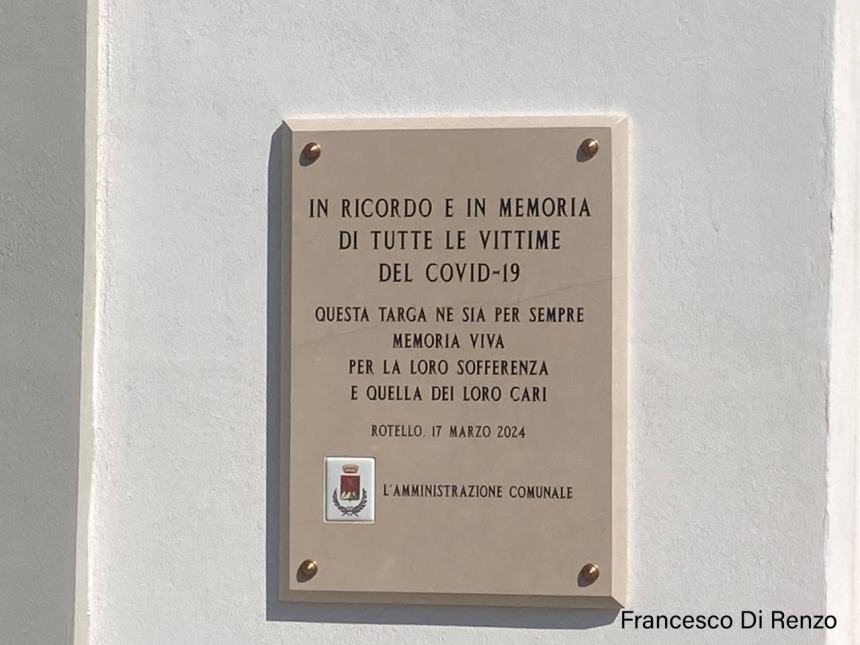 IN RICORDO E IN MEMORIA
DI TUTTE LE VITTIME
DEL COVID-19
QUESTA TARGA NE SIA PER SEMPRE
MEMORIA VIVA
PER LA LORO SOFFERENZA
E QUELLA DEI LORO CARI
ROTELLO, 17 MARZO 2024
L'AMMINISTRAZIONE COMUNALE
Francesco Di Renzo